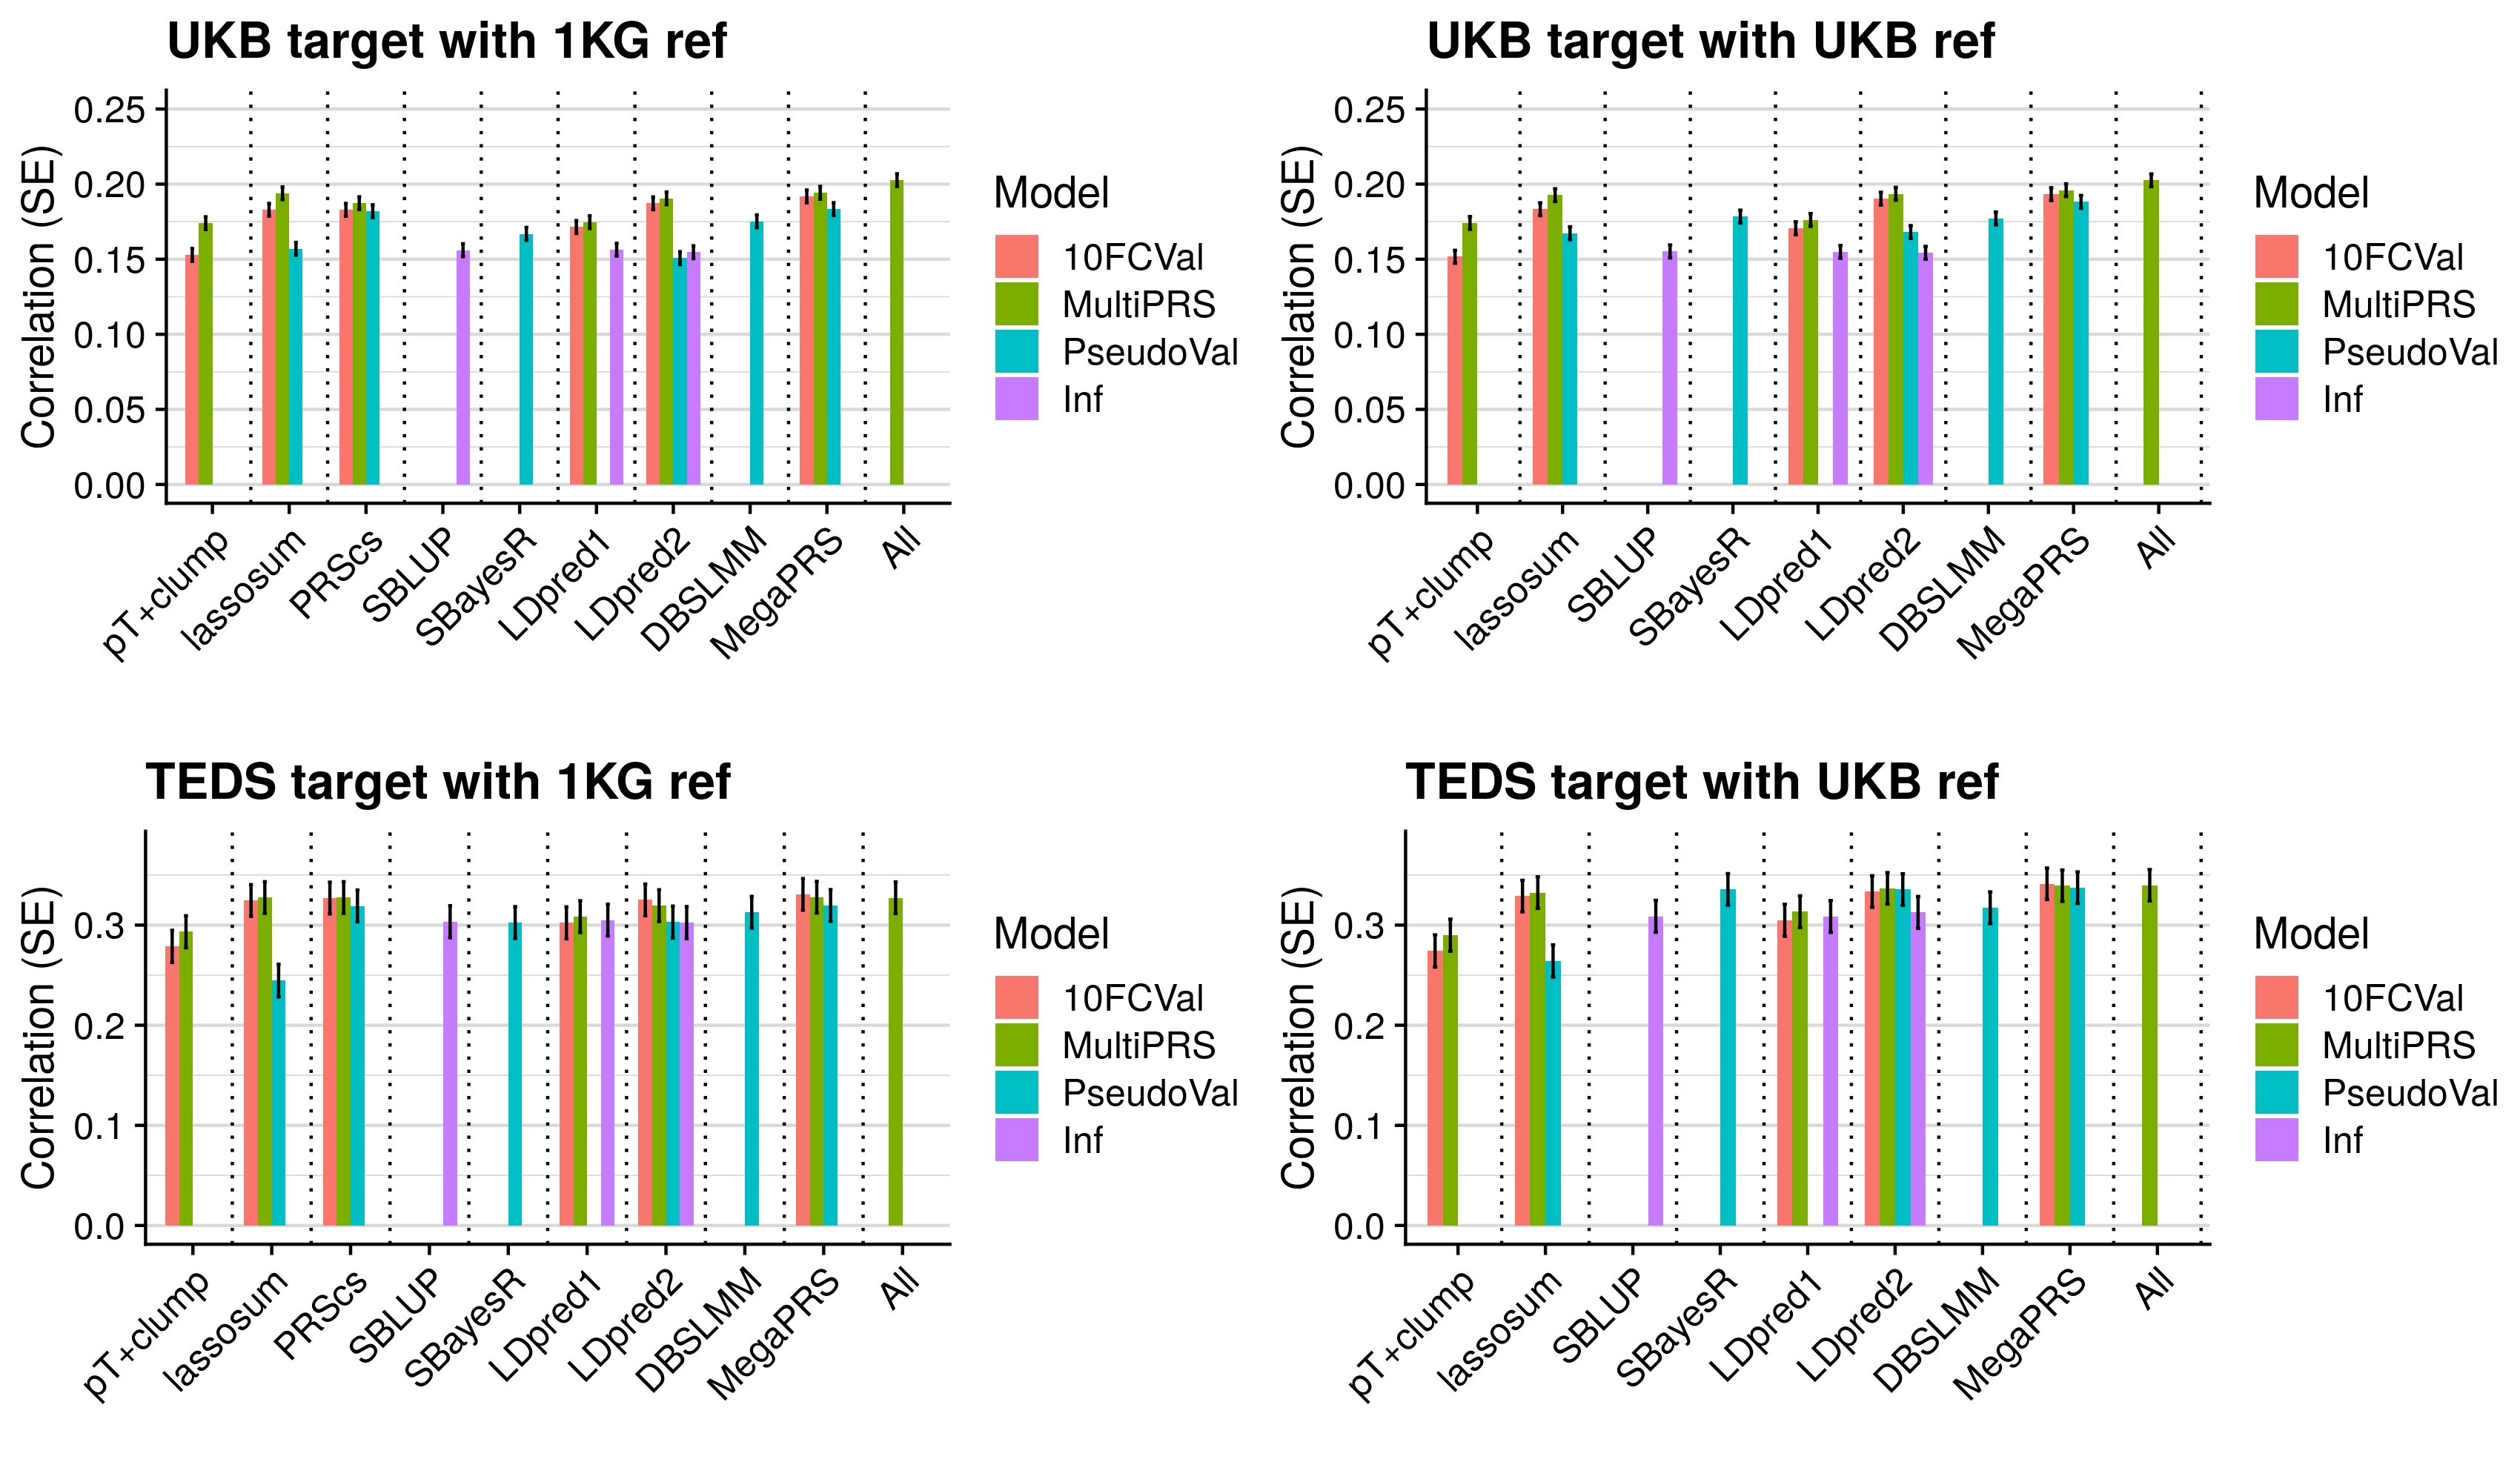 UKB target with 1KG ref
Correlation (SE)
0.25
0.20
0.15
0.10
0.05
0.00
pT+clump
lassosum
PRScs
SBLUP
SBayesR
LDpred1
LDpred2
DBSLMM
MegaPRS
All
Model
10FCVal
MultiPRS
PseudoVal
Inf
UKB target with UKB ref
Correlation (SE)
0.25
0.20
0.15
0.10
0.05
0.00
pT+clump
lassosum
SBLUP
SBayesR
LDpred1
LDpred2
DBSLMM
MegaPRS
All
Model
10FCVal
MultiPRS
PseudoVal
Inf
TEDS target with 1KG ref
Correlation (SE)
0.3
0.2
0.1
0.0
pT+clump
lassosum
PRScs
SBLUP
SBayesR
LDpred1
LDpred2
DBSLMM
MegaPRS
All
Model
10FCVal
MultiPRS
PseudoVal
Inf
TEDS target with UKB ref
Correlation (SE)
0.3
0.2
0.1
0.0
pT+clump
lassosum
SBLUP
SBayesR
LDpred1
LDpred2
DBSLMM
MegaPRS
All
Model
10FCVal
MultiPRS
PseudoVal
Inf